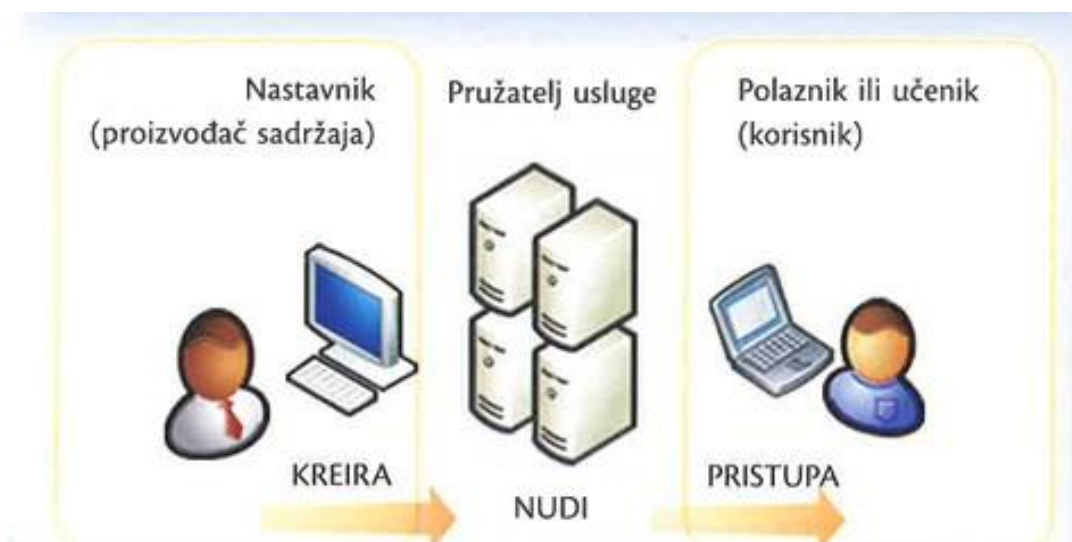 Nastavnik
(proizvođač sadržaja)
Pružatelj usluge
Polaznik ili učenik
(korisnik)
KREIRA
NUDI
PRISTUPA